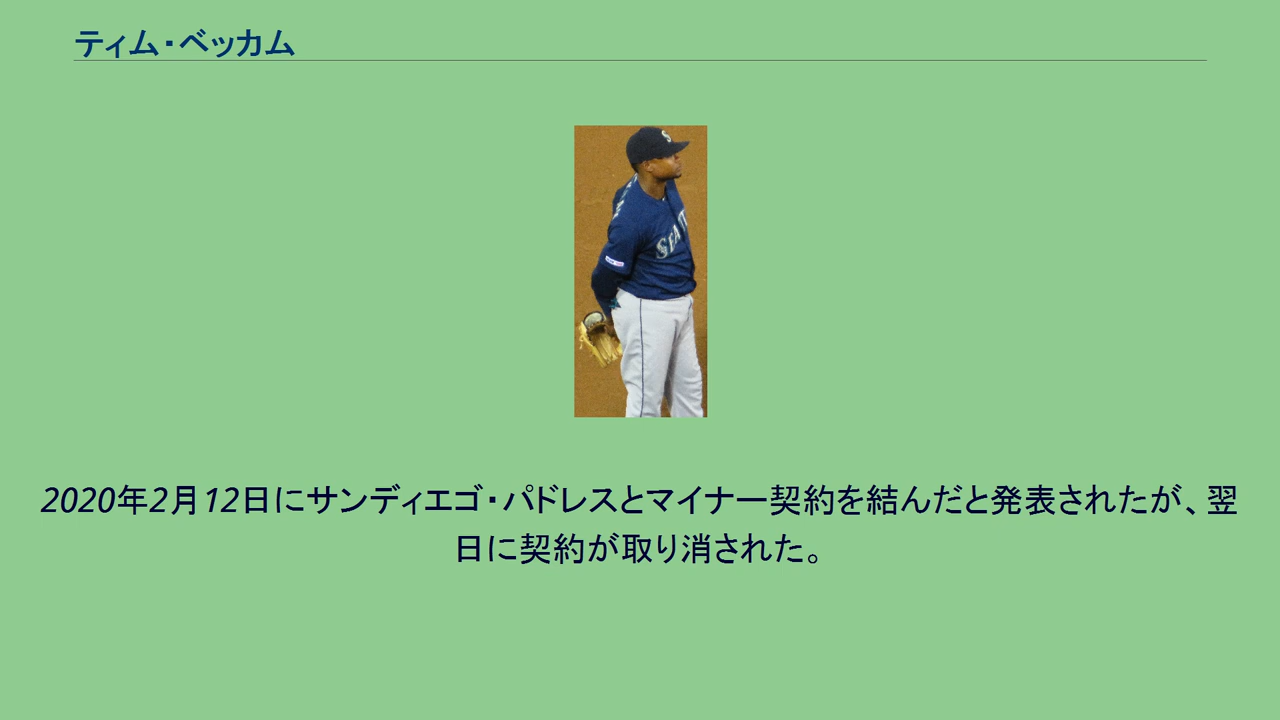 ティム・ベッカム
SEAT
2020年2月12日にサンディエゴ・パドレスとマイナー契約を結んだと発表されたが、翌
日に契約が取り消された。